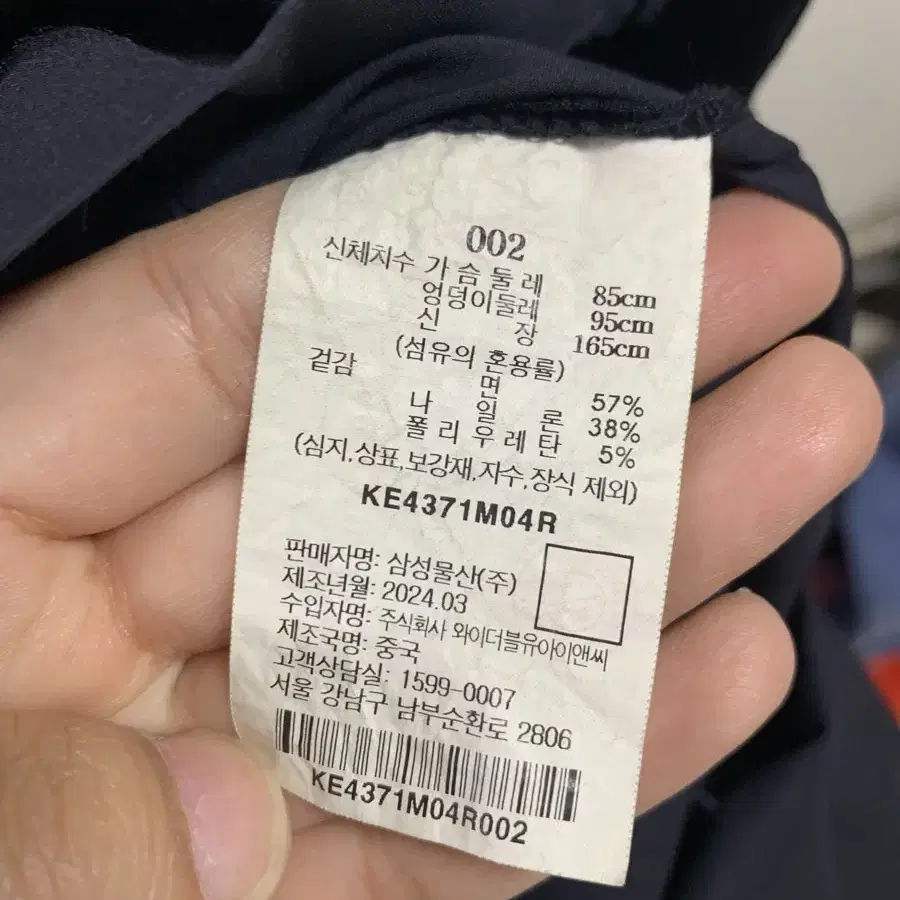 002
신체치수 가슴둘레 85cm
엉덩이둘레 95cm
신 장 165cm
(섬유의 혼용률)
겉감 면 57%
나 일 론 38%
폴리우레탄 5%
(심지,상표,보강재,자수,장식 제외)
KE4371M04R
판매자명: 삼성물산(주)
제조년월: 2024.03
수입자명: 주식회사 와이더블유아이앤씨
제조국명: 중국
고객상담실: 1599-0007
서울 강남구 남부순환로 2806
KE4371M04R002